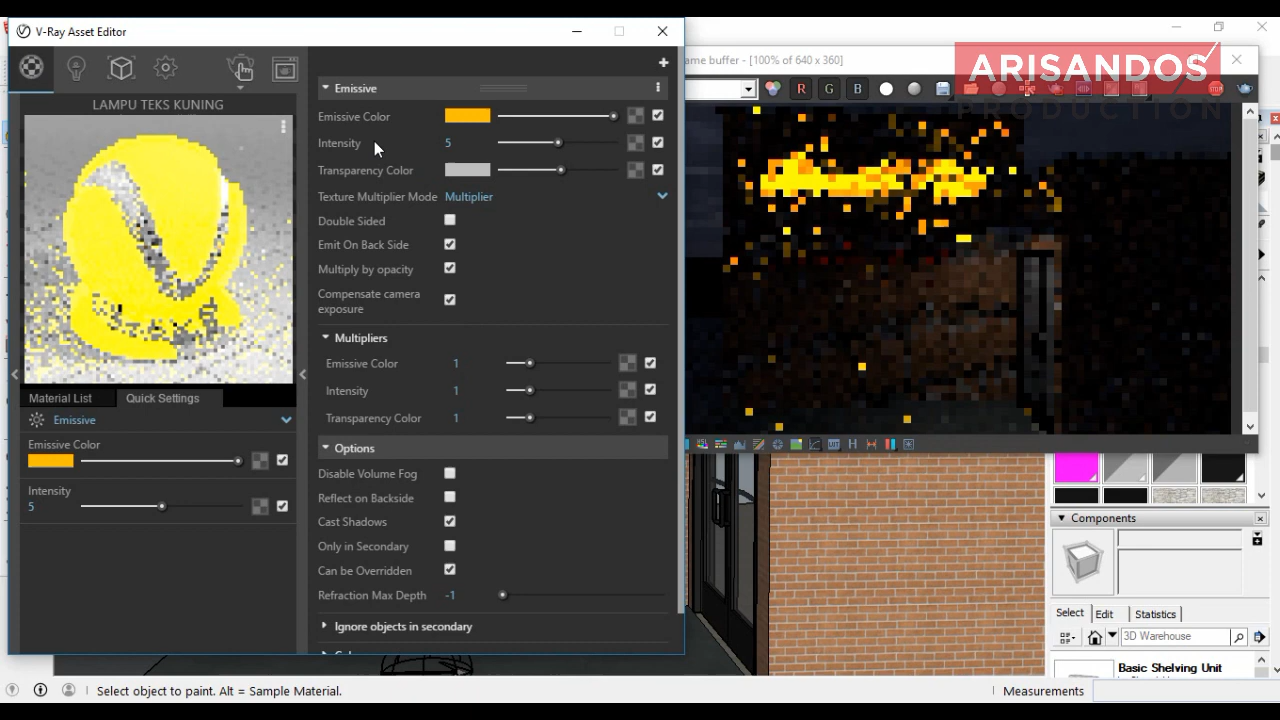 V-Ray Asset Editor
ame buffer - [100% of 640 x 360]
ARISANDOS
PRODUCTION
R G B
LAMPU TEKS KUNING
Emissive
Emissive Color
Intensity 5
Transparency Color
Texture Multiplier Mode Multiplier
Double Sided
Emit On Back Side
Multiply by opacity
Compensate camera
exposure
Multipliers
Emissive Color 1
Intensity 1
Transparency Color 1
Options
Disable Volume Fog
Reflect on Backside
Cast Shadows
Only in Secondary
Can be Overridden
Refraction Max Depth -1
Ignore objects in secondary
Material List Quick Settings
Emissive
Emissive Color
Intensity
5
H
Components
Select Edit Statistics
3D Warehouse
Basic Shelving Unit
Select object to paint. Alt = Sample Material.
Measurements